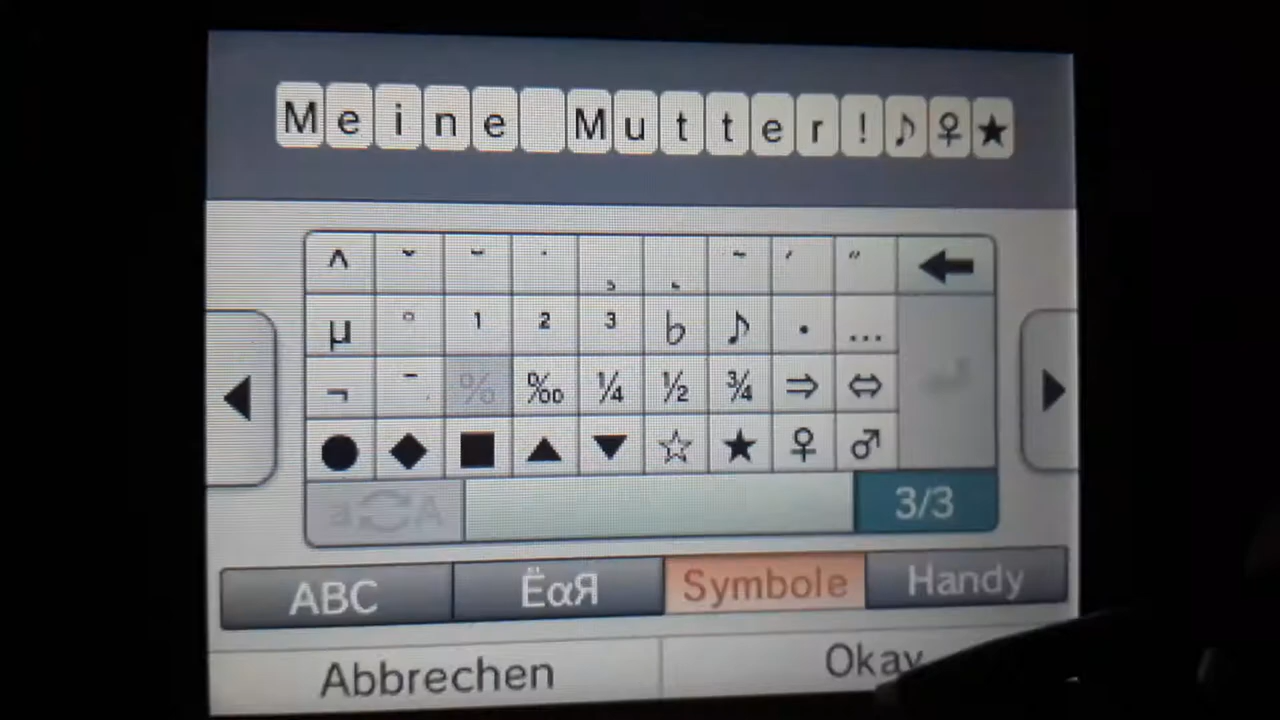 Meine Mutter!♪♀★
^ ˇ ˘ ˙ ¸ ˛ ~ ′ ″ ←
µ ° ¹ ² ³ ♭ ♪ · …
¬ ¯ % ‰ ¼ ½ ¾ ⇒ ⇔
● ◆ ■ ▲ ▼ ☆ ★ ♀ ♂
a A 3/3
ABC ËαЯ Symbole Handy
Abbrechen Okay